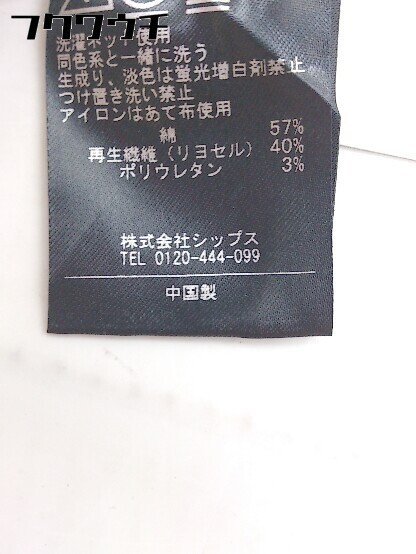 フクウクチ
洗濯ネット使用
同色系と一緒に洗う
生成り、淡色は蛍光増白剤禁止
つけ置き洗い禁止
アイロンはあて布使用
綿 57%
再生繊維（リヨセル） 40%
ポリウレタン 3%
株式会社シップス
TEL 0120-444-099
中国製